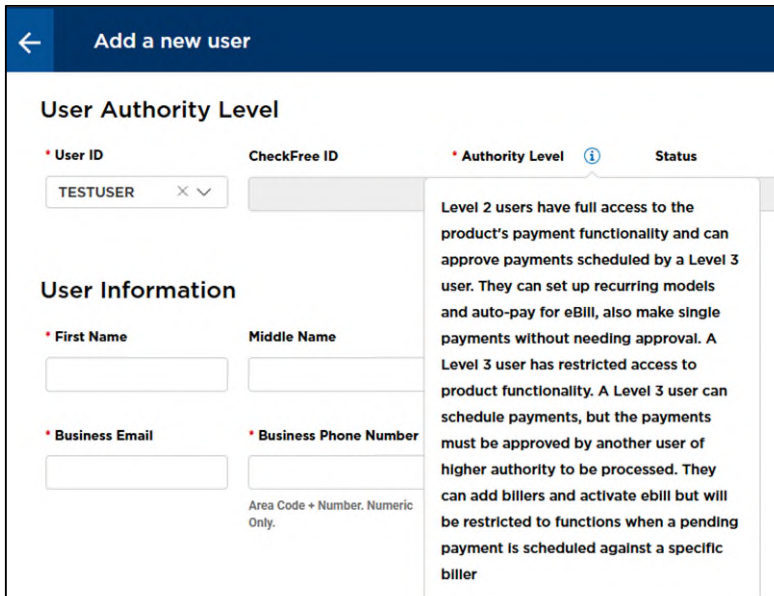 Add a new user
User Authority Level
* User ID
CheckFree ID
* Authority Level
Status
TESTUSER
Level 2 users have full access to the
product's payment functionality and can
approve payments scheduled by a Level 3
user. They can set up recurring models
and auto-pay for eBill, also make single
payments without needing approval. A
Level 3 user has restricted access to
product functionality. A Level 3 user can
schedule payments, but the payments
must be approved by another user of
higher authority to be processed. They
can add billers and activate ebill but will
be restricted to functions when a pending
payment is scheduled against a specific
biller
User Information
* First Name
Middle Name
* Business Email
* Business Phone Number
Area Code + Number. Numeric
Only.